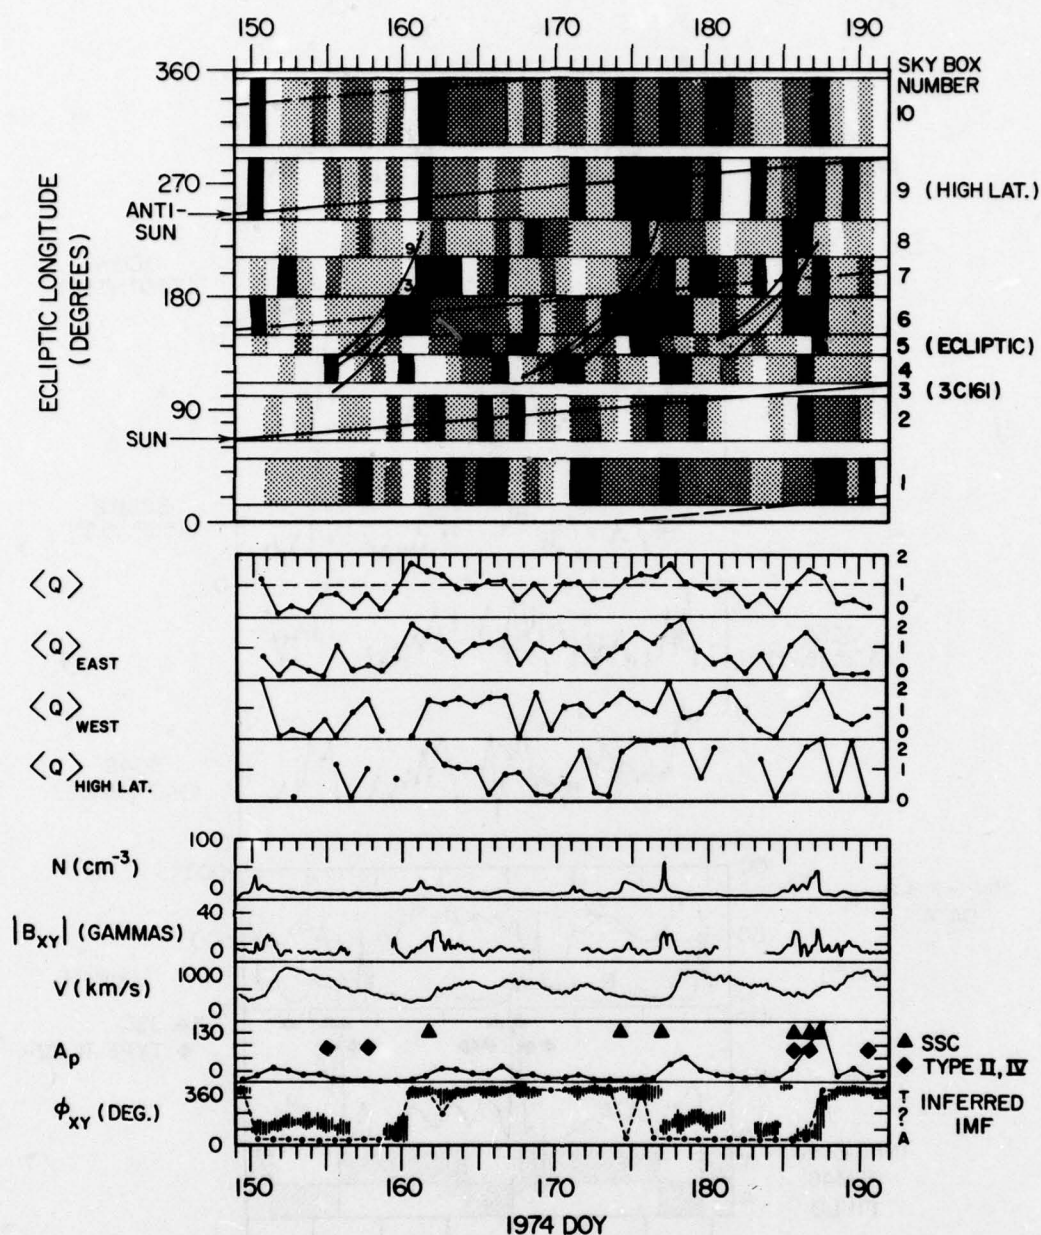 150 160 170 180 190
360 SKY BOX
NUMBER
10
270 9 (HIGH LAT.)
ANTI-
SUN
8
9
7
3
180
6
5 (ECLIPTIC)
4
3 (3C161)
90 2
SUN
1
0
ECLIPTIC LONGITUDE
(DEGREES)
⟨Q⟩ 2
1
0
⟨Q⟩EAST 2
1
0
⟨Q⟩WEST 2
1
0
⟨Q⟩HIGH LAT. 2
1
0
N (cm-3) 100
0
|BXY| (GAMMAS) 40
0
V (km/s) 1000
0
Ap 130
0
▲ SSC
◆ TYPE II, IV
ϕXY (DEG.) 360
0
T
?
A
INFERRED
IMF
150 160 170 180 190
1974 DOY